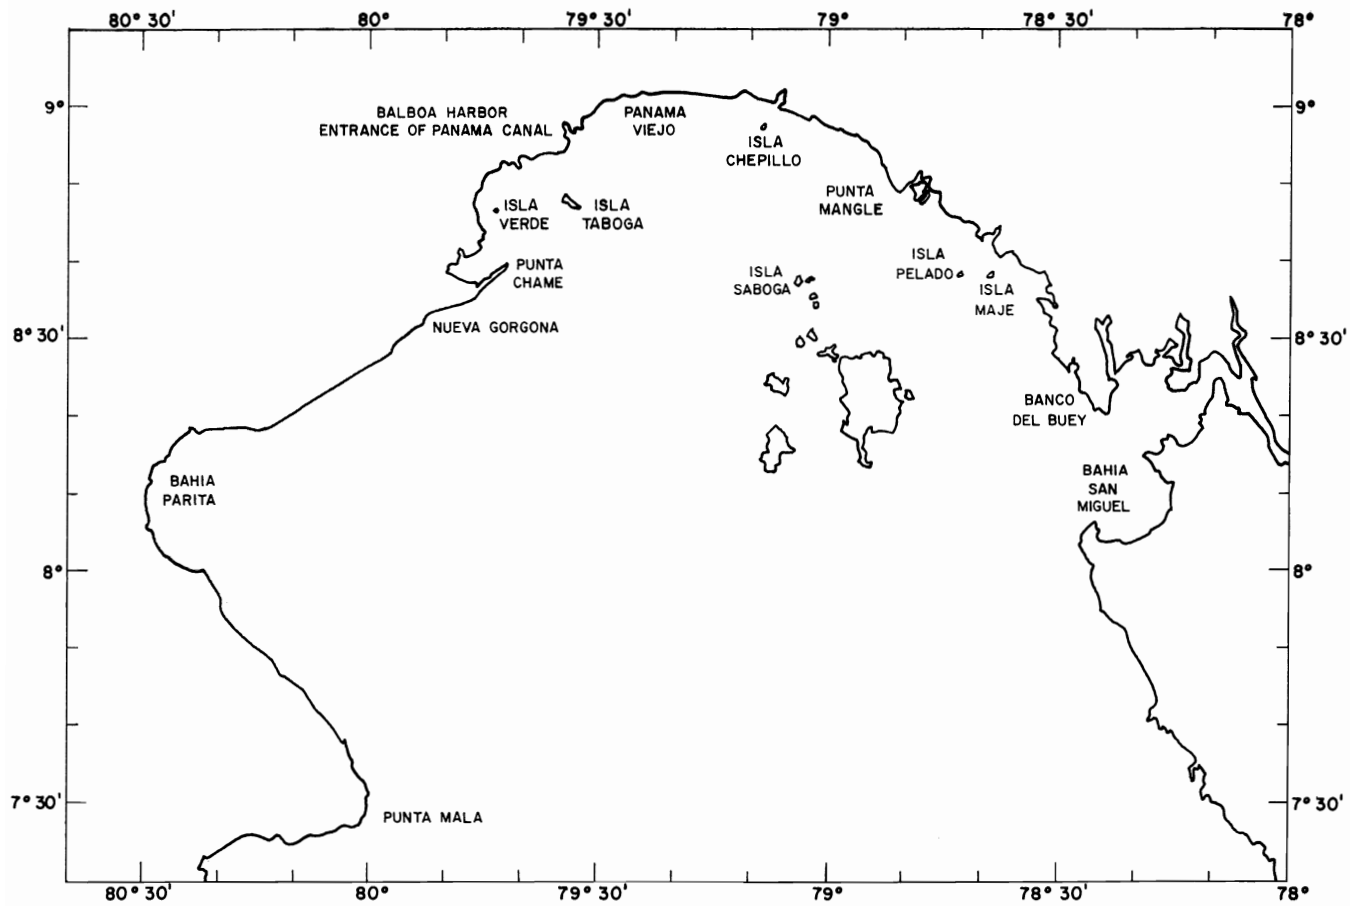 80° 30'
80°
79° 30'
79°
78° 30'
78°
9°
9°
BALBOA HARBOR
ENTRANCE OF PANAMA CANAL
PANAMA
VIEJO
ISLA
CHEPILLO
PUNTA
MANGLE
ISLA
VERDE
ISLA
TABOGA
PUNTA
CHAME
ISLA
SABOGA
ISLA
PELADO
ISLA
MAJE
NUEVA GORGONA
8° 30'
8° 30'
BANCO
DEL BUEY
BAHIA
PARITA
BAHIA
SAN
MIGUEL
8°
8°
7° 30'
7° 30'
PUNTA MALA
80° 30'
80°
79° 30'
79°
78° 30'
78°